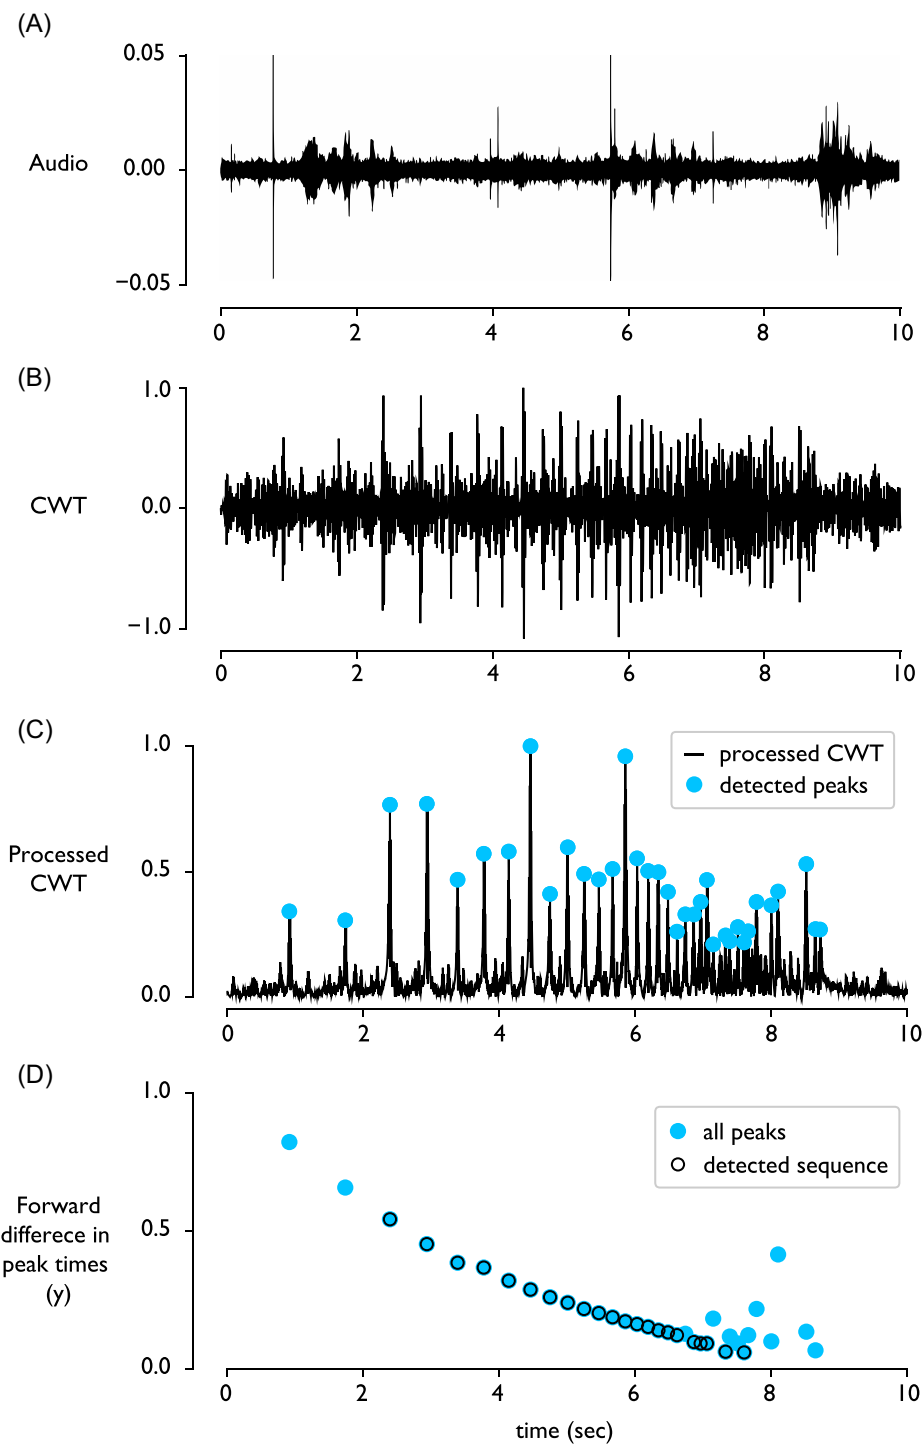 (A)
0.05
Audio
0.00
−0.05
0 2 4 6 8 10
(B)
1.0
CWT
0.0
−1.0
0 2 4 6 8 10
(C)
1.0
processed CWT
detected peaks
Processed
CWT
0.5
0.0
0 2 4 6 8 10
(D)
1.0
all peaks
detected sequence
Forward
differece in
peak times
(y)
0.5
0.0
0 2 4 6 8 10
time (sec)